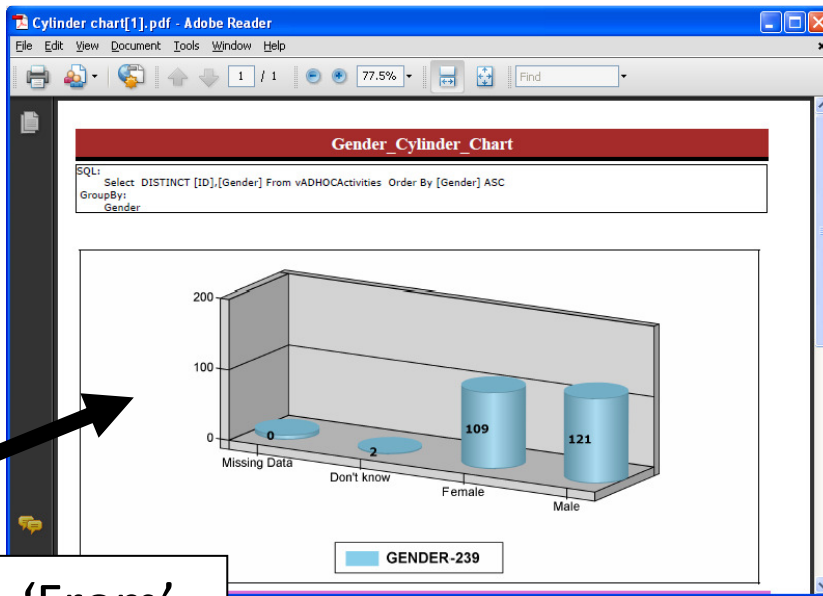 Cylinder chart[1].pdf - Adobe Reader
File Edit View Document Tools Window Help
1 / 1 77.5% Find
Gender_Cylinder_Chart
SQL:
Select DISTINCT [ID],[Gender] From vADHOCActivities Order By [Gender] ASC
GroupBy:
Gender
200
100
0
0
2
109
121
Missing Data
Don't know
Female
Male
GENDER-239
'From'